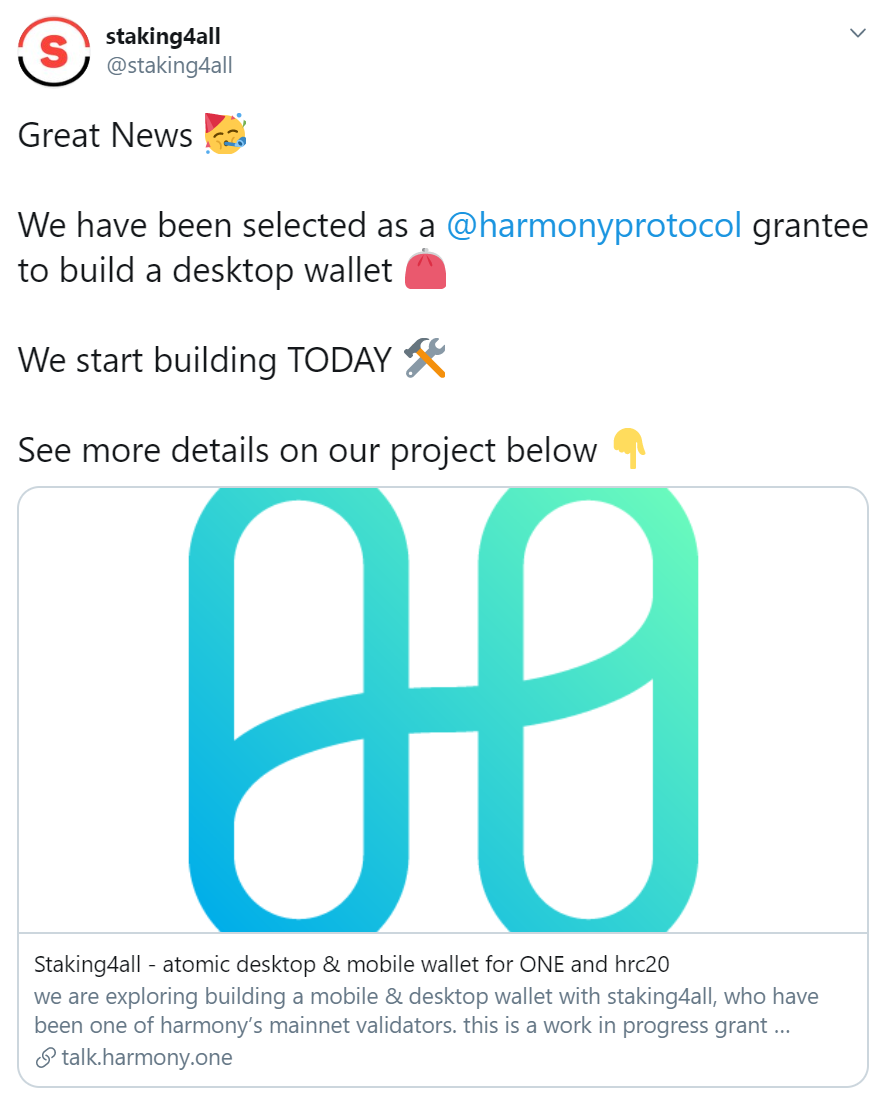 S
staking4all
@staking4all
Great News 🥳
We have been selected as a @harmonyprotocol grantee
to build a desktop wallet 👛
We start building TODAY 🛠️
See more details on our project below 👇
Staking4all - atomic desktop & mobile wallet for ONE and hrc20
we are exploring building a mobile & desktop wallet with staking4all, who have
been one of harmony’s mainnet validators. this is a work in progress grant ...
talk.harmony.one